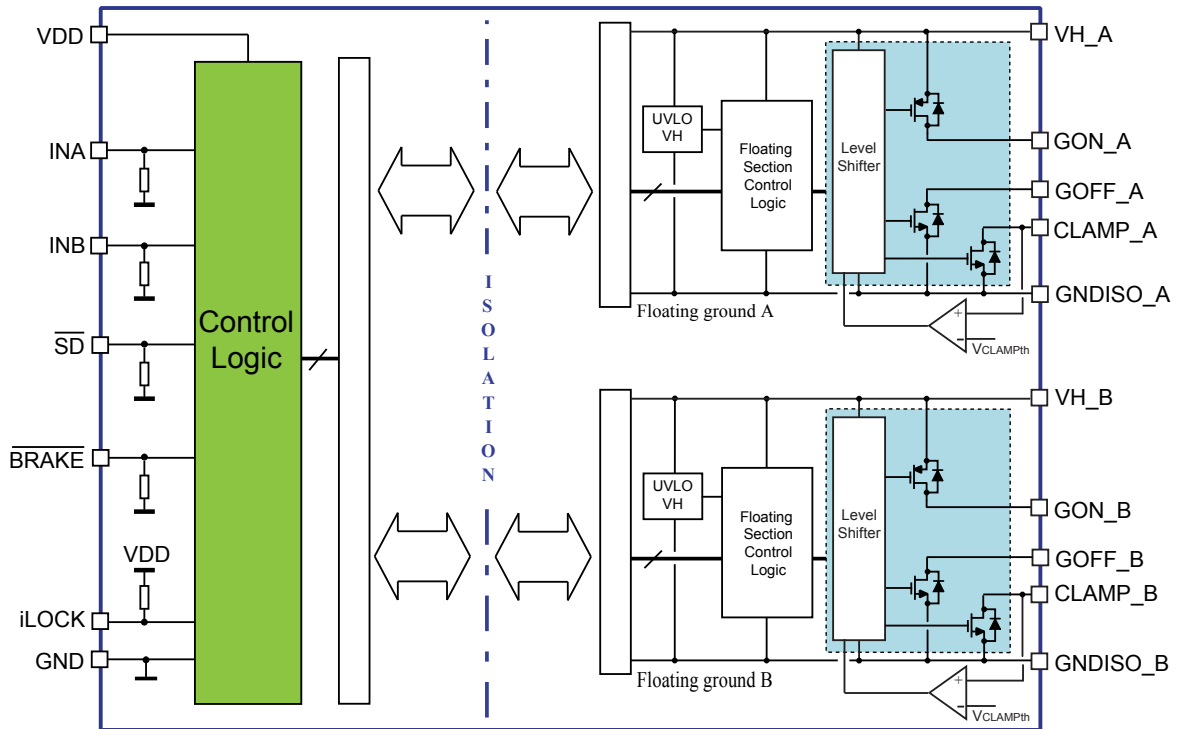 VDD
INA
INB
SD
BRAKE
VDD
iLOCK
GND
Control
Logic
ISOLATION
UVLO
VH
Floating
Section
Control
Logic
Level
Shifter
VH_A
GON_A
GOFF_A
CLAMP_A
GNDISO_A
Floating ground A
+
-
VCLAMPth
UVLO
VH
Floating
Section
Control
Logic
Level
Shifter
VH_B
GON_B
GOFF_B
CLAMP_B
GNDISO_B
Floating ground B
+
-
VCLAMPth